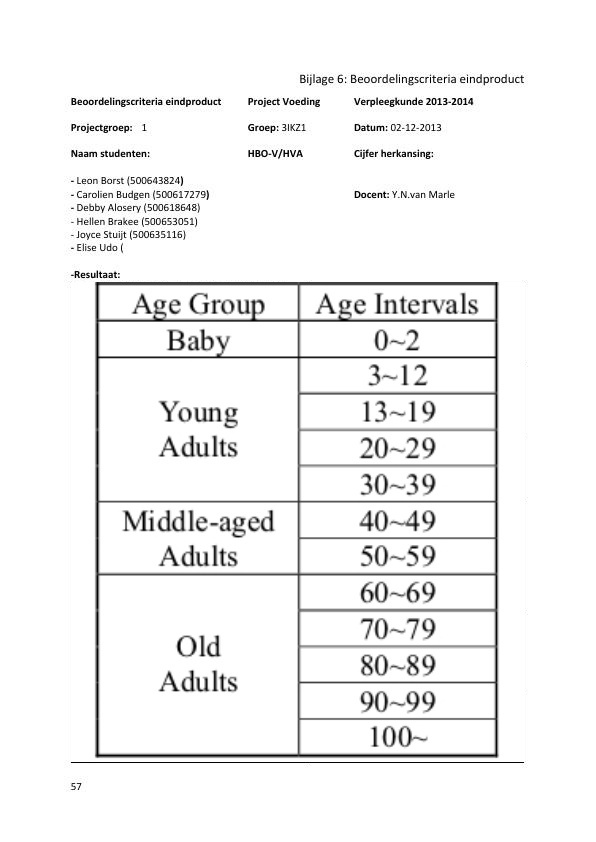 Bijlage 6: Beoordelingscriteria eindproduct
Beoordelingscriteria eindproduct Project Voeding Verpleegkunde 2013-2014
Projectgroep: 1 Groep: 3IKZ1 Datum: 02-12-2013
Naam studenten: HBO-V/HVA Cijfer herkansing:
- Leon Borst (500643824)
- Carolien Budgen (500617279) Docent: Y.N.van Marle
- Debby Alosery (500618648)
- Hellen Brakee (500653051)
- Joyce Stuijt (500635116)
- Elise Udo (
-Resultaat:
Age Group Age Intervals
Baby 0~2
Young Adults 3~12
13~19
20~29
30~39
Middle-aged Adults 40~49
50~59
Old Adults 60~69
70~79
80~89
90~99
100~
57